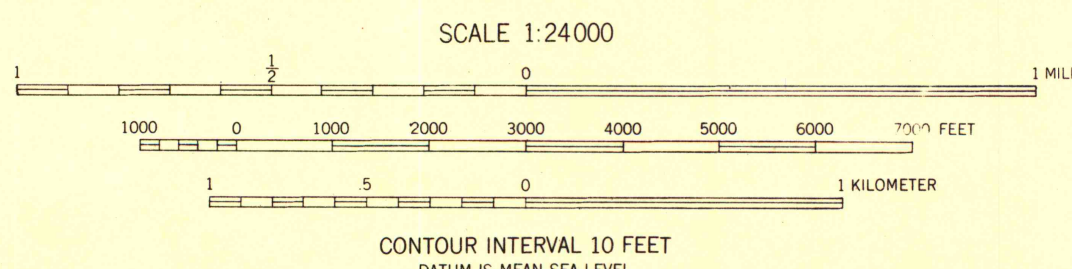 SCALE 1:24000
1 1/2 0 1 MILE
1000 0 1000 2000 3000 4000 5000 6000 7000 FEET
1 .5 0 1 KILOMETER
CONTOUR INTERVAL 10 FEET
DATUM IS MEAN SEA LEVEL